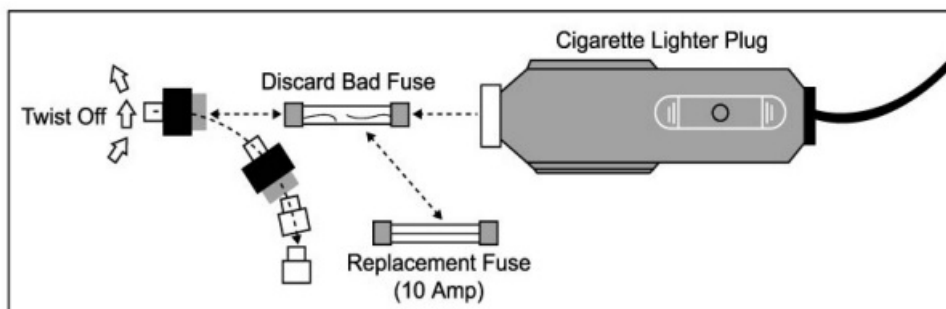 Cigarette Lighter Plug
Discard Bad Fuse
Twist Off
Replacement Fuse
(10 Amp)